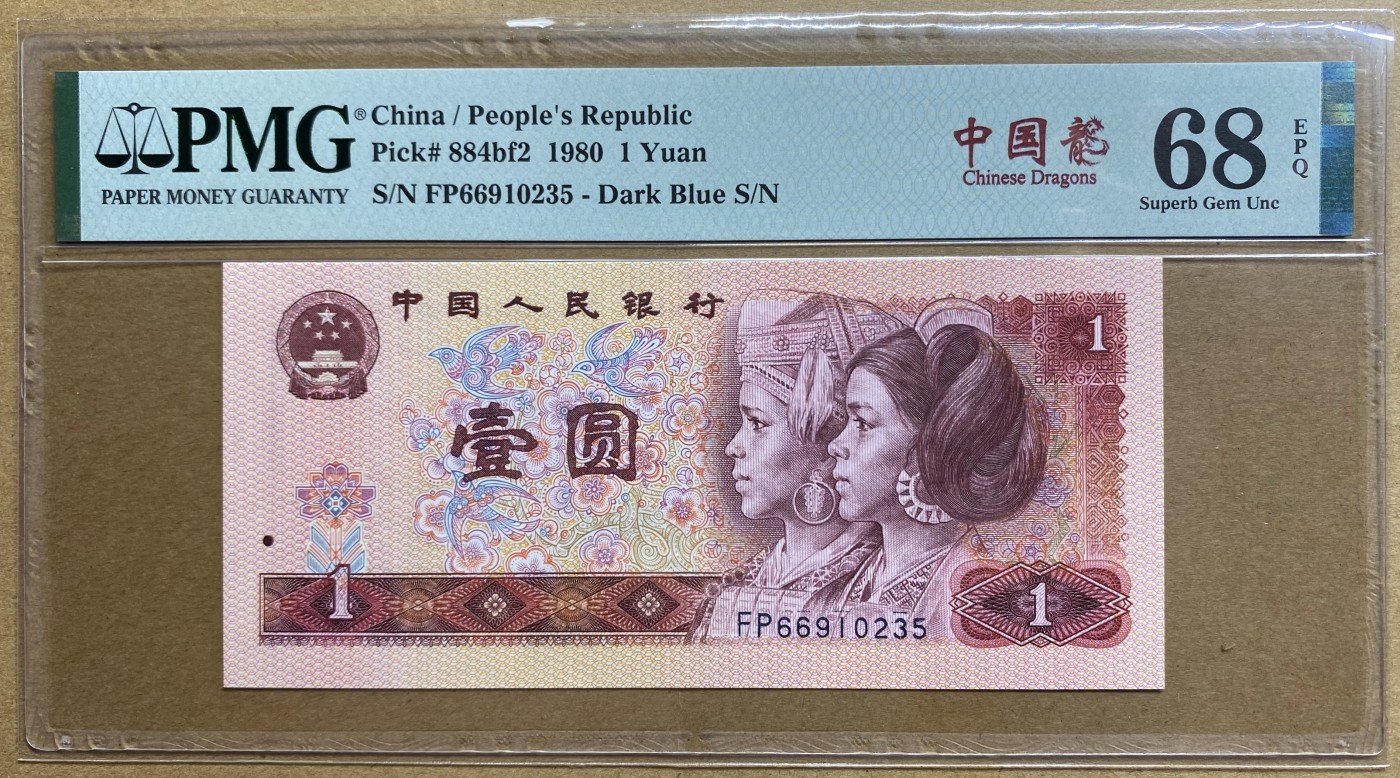 PMG®
PAPER MONEY GUARANTY
China / People's Republic
Pick# 884bf2 1980 1 Yuan
S/N FP66910235 - Dark Blue S/N
中国龍
Chinese Dragons
68
Superb Gem Unc
EPQ
中国人民银行
1
壹圆
1
FP66910235
1